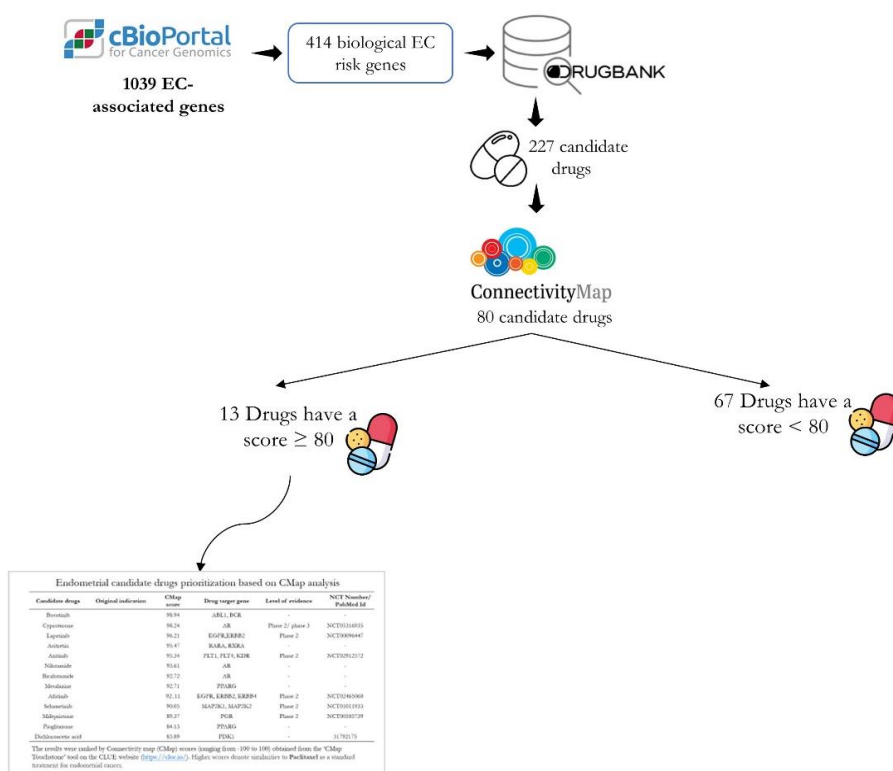 cBioPortal
for Cancer Genomics
1039 EC-
associated genes
414 biological EC
risk genes
DRUGBANK
227 candidate
drugs
ConnectivityMap
80 candidate drugs
13 Drugs have a
score ≥ 80
67 Drugs have a
score < 80
Endometrial candidate drugs prioritization based on CMap analysis
Candidate drugs Original indication CMap score Drug target gene Level of evidence NCT Number/ PubMed Id
Bosutinib 98.94 ABL1, BCR - -
Cyproterone 98.24 AR Phase 2/ phase 3
Lapatinib 96.21 EGFR,ERBB2 Phase 2 NCT00096447
Acitretin 95.47 RARA, RXRA - -
Axitinib 95.34 FLT1, FLT4, KDR Phase 2 NCT02912572
Nilutamide 93.61 AR - -
Bicalutamide 92.72 AR - -
Mesalazine 92.71 PPARG - -
Afatinib EGFR, ERBB2, ERBB4 Phase 2
Selumetinib 90.05 MAP2K1, MAP2K2 Phase 2 NCT01011933
Mifepristone 89.37 PGR Phase 2
Pioglitazone 84.13 PPARG - -
Dichloroacetic acid PDK1 - 31792175
The results were ranked by Connectivity map (CMap) scores (ranging from -100 to 100) obtained from the 'CMap
Touchstone' tool on the CLUE website (https://clue.io/). Higher scores denote similarities to Paclitaxel as a standard
treatment for endometrial cancer.